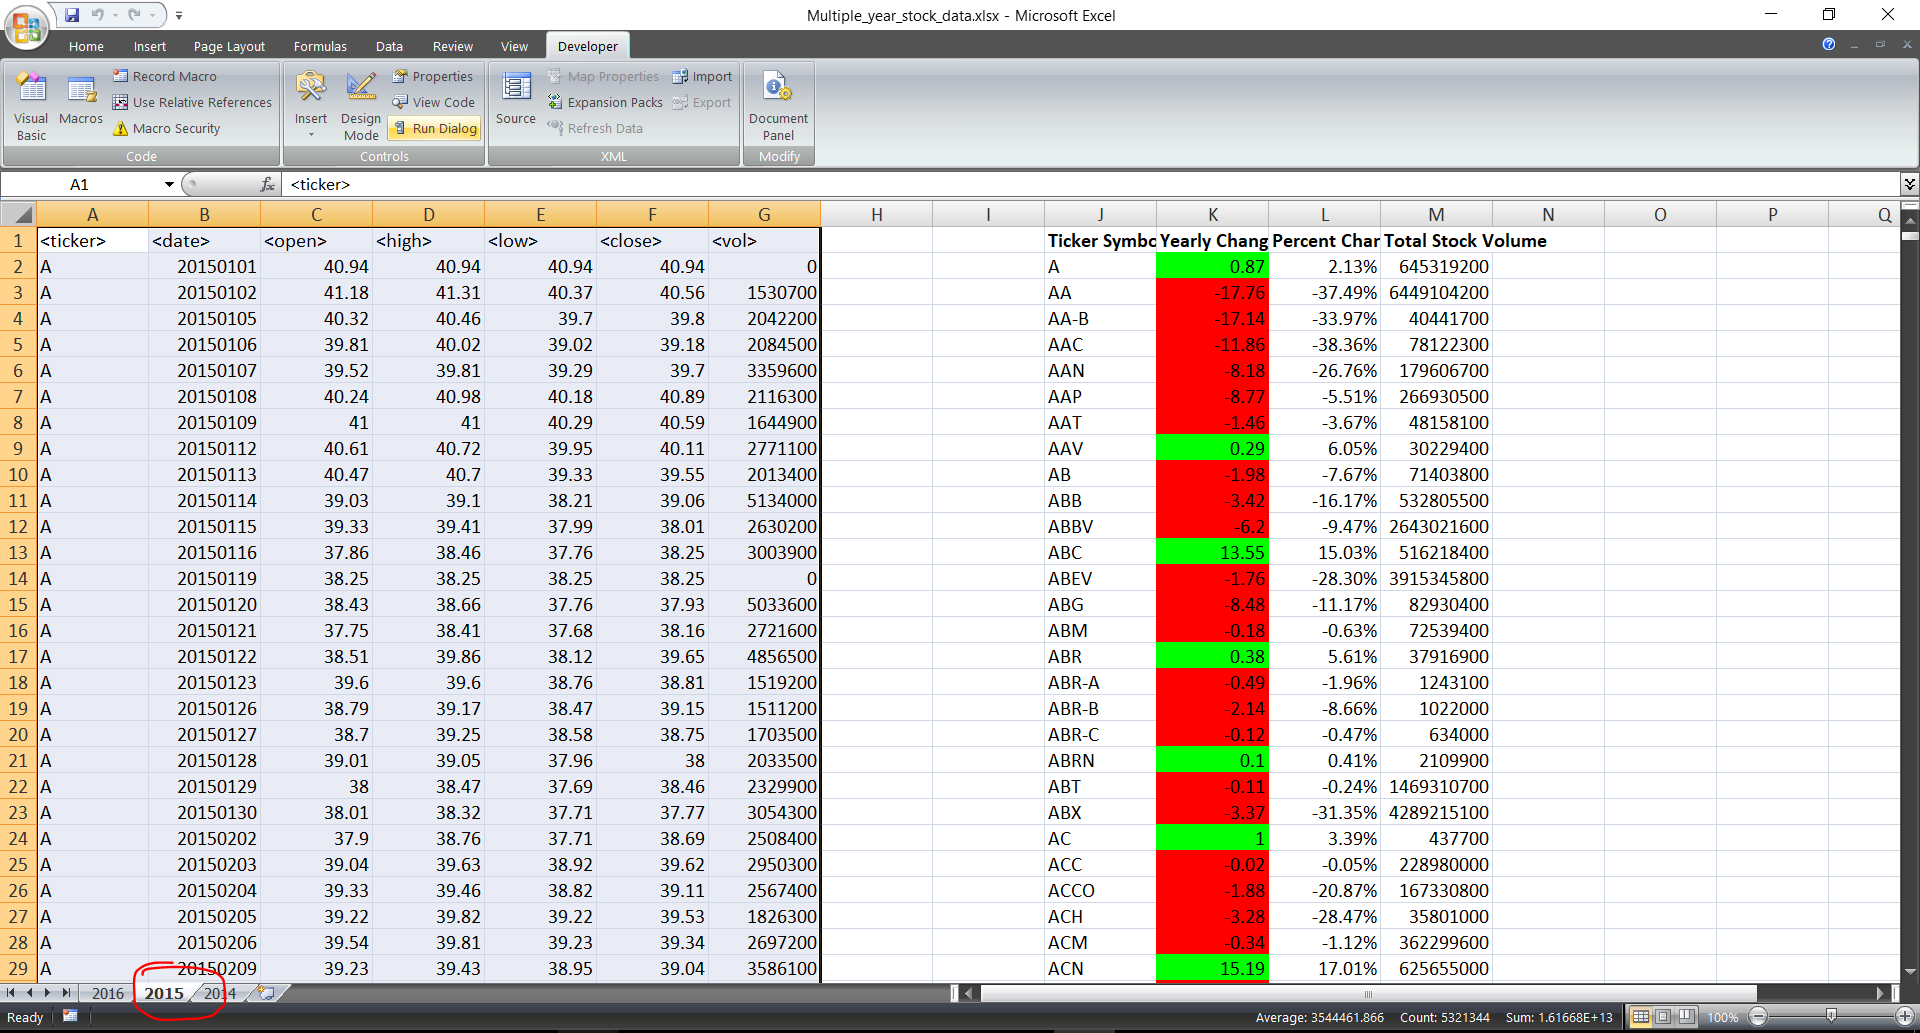 Multiple_year_stock_data.xlsx - Microsoft Excel
Home Insert Page Layout Formulas Data Review View Developer
Visual Basic
Macros
Record Macro
Use Relative References
Macro Security
Code
Insert
Design Mode
Properties
View Code
Run Dialog
Controls
Source
Map Properties
Expansion Packs
Refresh Data
Import
Export
XML
Document Panel
Modify
A1 fx <ticker>
A B C D E F G H I J K L M N O P Q
1 <ticker> <date> <open> <high> <low> <close> <vol> Ticker Symbo Yearly Chang Percent Char Total Stock Volume
2 A 20150101 40.94 40.94 40.94 40.94 0 A 0.87 2.13% 645319200
3 A 20150102 41.18 41.31 40.37 40.56 1530700 AA -17.76 -37.49% 6449104200
4 A 20150105 40.32 40.46 39.7 39.8 2042200 AA-B -17.14 -33.97% 40441700
5 A 20150106 39.81 40.02 39.02 39.18 2084500 AAC -11.86 -38.36% 78122300
6 A 20150107 39.52 39.81 39.29 39.7 3359600 AAN -8.18 -26.76% 179606700
7 A 20150108 40.24 40.98 40.18 40.89 2116300 AAP -8.77 -5.51% 266930500
8 A 20150109 41 41 40.29 40.59 1644900 AAT -1.46 -3.67% 48158100
9 A 20150112 40.61 40.72 39.95 40.11 2771100 AAV 0.29 6.05% 30229400
10 A 20150113 40.47 40.7 39.33 39.55 2013400 AB -1.98 -7.67% 71403800
11 A 20150114 39.03 39.1 38.21 39.06 5134000 ABB -3.42 -16.17% 532805500
12 A 20150115 39.33 39.41 37.99 38.01 2630200 ABBV -6.2 -9.47% 2643021600
13 A 20150116 37.86 38.46 37.76 38.25 3003900 ABC 13.55 15.03% 516218400
14 A 20150119 38.25 38.25 38.25 38.25 0 ABEV -1.76 -28.30% 3915345800
15 A 20150120 38.43 38.66 37.76 37.93 5033600 ABG -8.48 -11.17% 82930400
16 A 20150121 37.75 38.41 37.68 38.16 2721600 ABM -0.18 -0.63% 72539400
17 A 20150122 38.51 39.86 38.12 39.65 4856500 ABR 0.38 5.61% 37916900
18 A 20150123 39.6 39.6 38.76 38.81 1519200 ABR-A -0.49 -1.96% 1243100
19 A 20150126 38.79 39.17 38.47 39.15 1511200 ABR-B -2.14 -8.66% 1022000
20 A 20150127 38.7 39.25 38.58 38.75 1703500 ABR-C -0.12 -0.47% 634000
21 A 20150128 39.01 39.05 37.96 38 2033500 ABRN 0.1 0.41% 2109900
22 A 20150129 38 38.47 37.69 38.46 2329900 ABT -0.11 -0.24% 1469310700
23 A 20150130 38.01 38.32 37.71 37.77 3054300 ABX -3.37 -31.35% 4289215100
24 A 20150202 37.9 38.76 37.71 38.69 2508400 AC 1 3.39% 437700
25 A 20150203 39.04 39.63 38.92 39.62 2950300 ACC -0.02 -0.05% 228980000
26 A 20150204 39.33 39.46 38.82 39.11 2567400 ACCO -1.88 -20.87% 167330800
27 A 20150205 39.22 39.82 39.22 39.53 1826300 ACH -3.28 -28.47% 35801000
28 A 20150206 39.54 39.81 39.23 39.34 2697200 ACM -0.34 -1.12% 362299600
29 A 20150209 39.23 39.43 38.95 39.04 3586100 ACN 15.19 17.01% 625655000
2016 2015 2014
Ready Average: 3544461.866 Count: 5321344 Sum: 1.61668E+13 100%